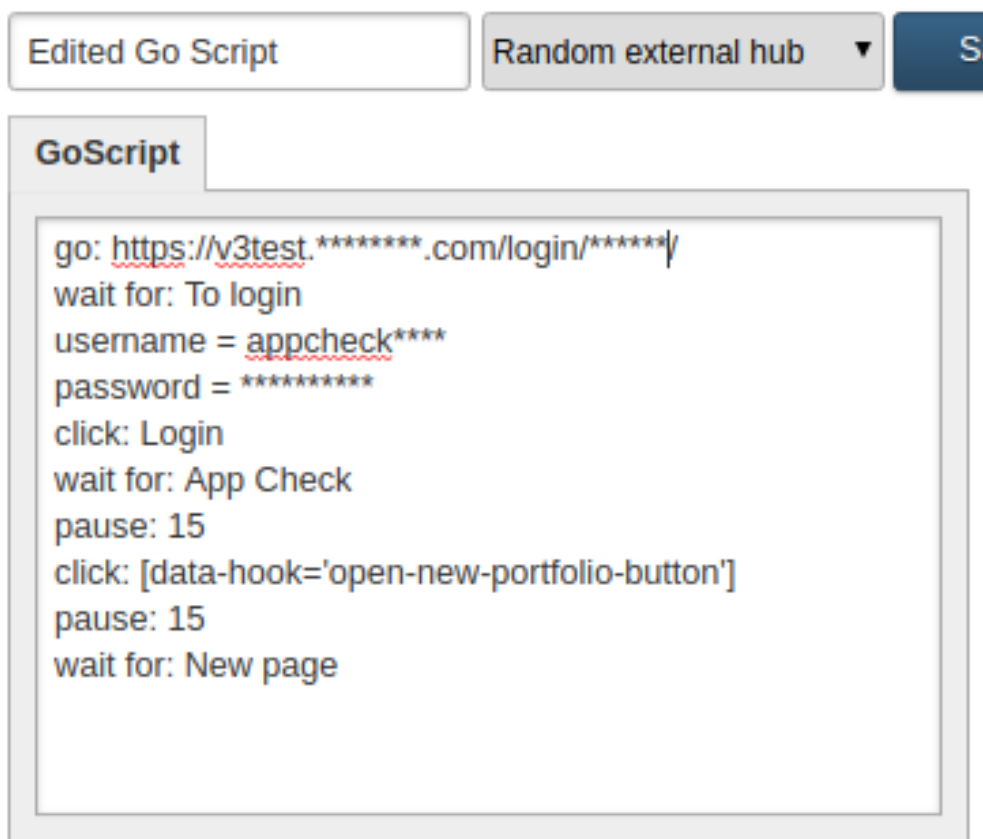 Edited Go Script
Random external hub
GoScript
go: https://v3test.********.com/login/******/
wait for: To login
username = appcheck****
password = **********
click: Login
wait for: App Check
pause: 15
click: [data-hook='open-new-portfolio-button']
pause: 15
wait for: New page